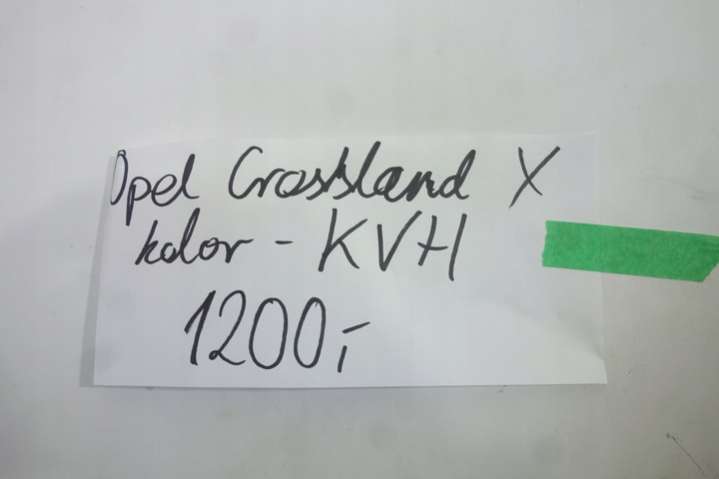 Opel Crossland X
kolor - KVH
1200,-